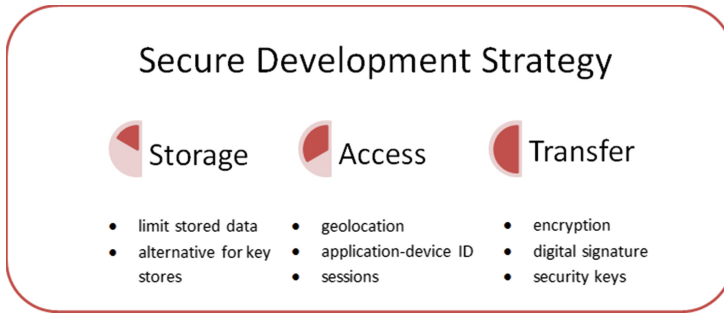 Secure Development Strategy
Storage
limit stored data
alternative for key
stores
Access
geolocation
application-device ID
sessions
Transfer
encryption
digital signature
security keys